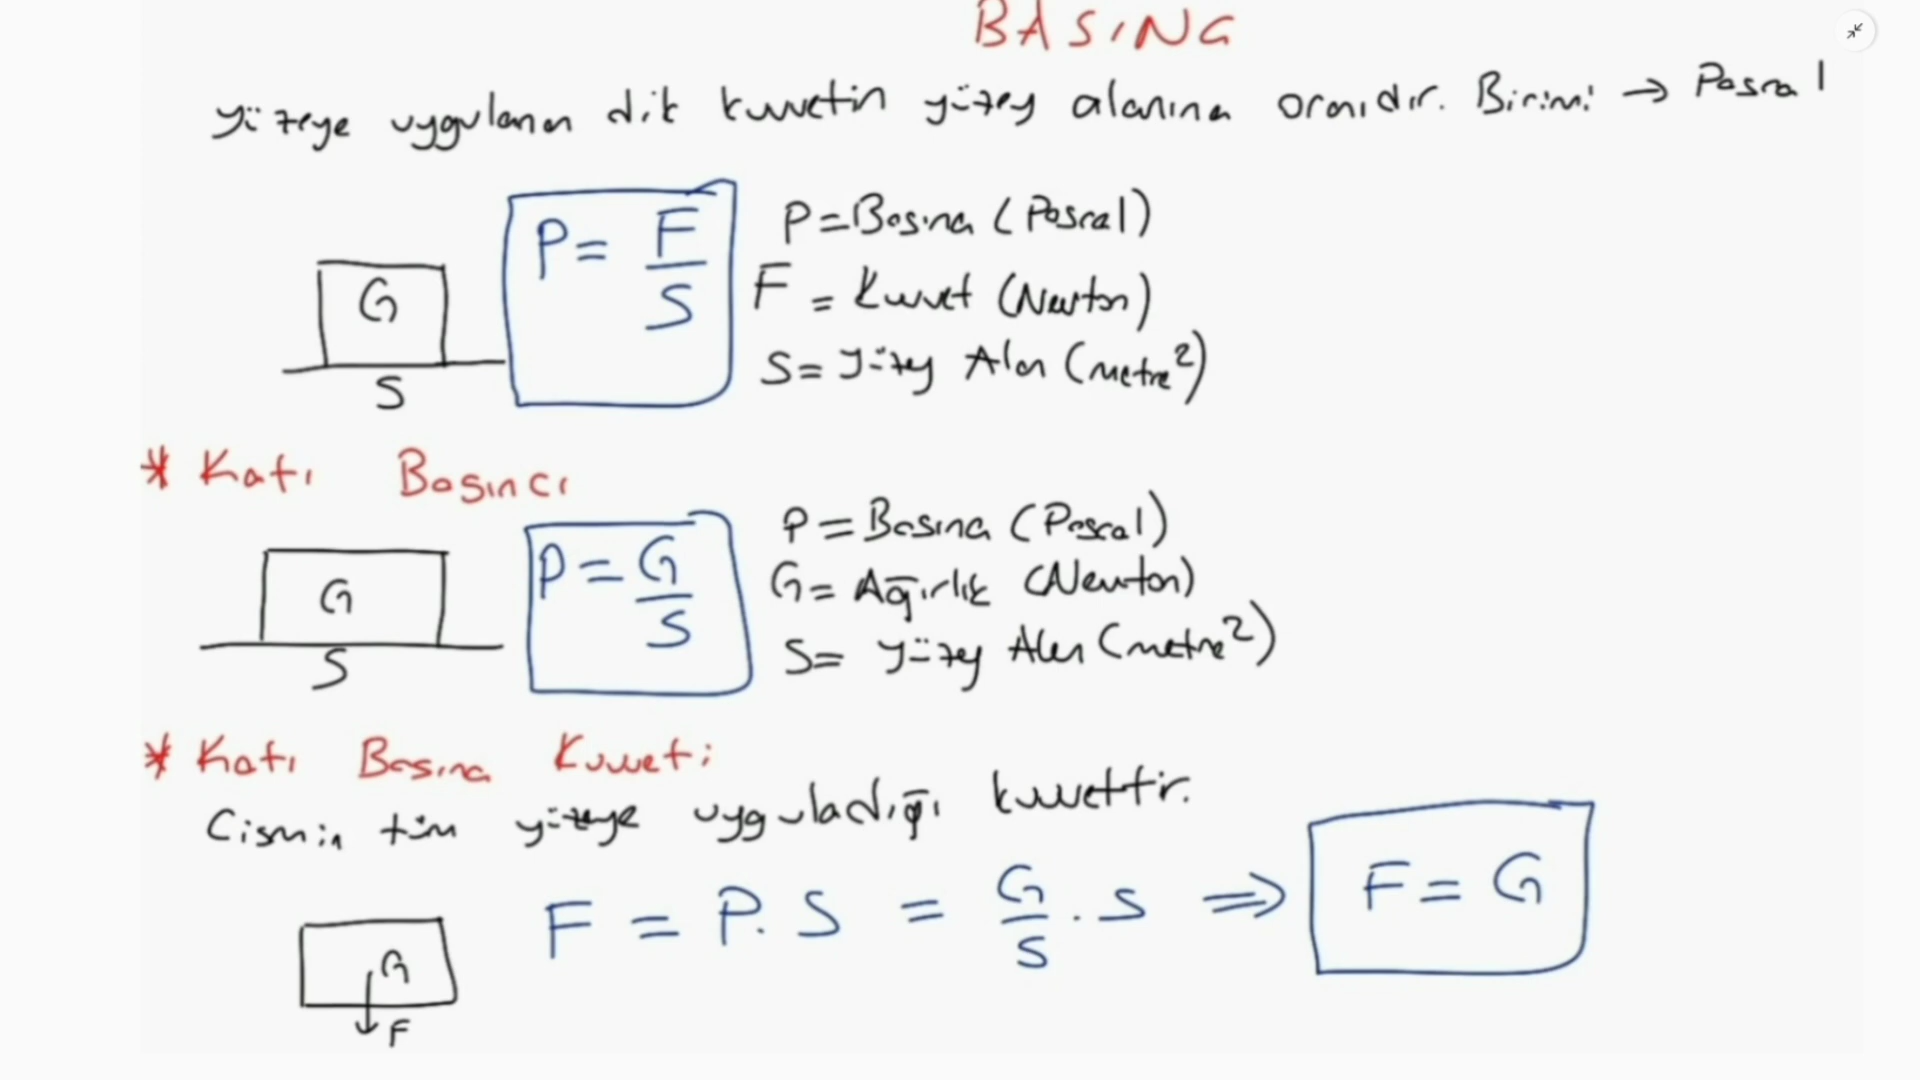 BASINÇ
Yüzeye uygulanan dik kuvvetin yüzey alanına oranıdır. Birimi → Pascal
G
S
P = F/S
P = Basınç (Pascal)
F = Kuvvet (Newton)
S = Yüzey Alan (metre²)
* Katı Basıncı
G
S
P = G/S
P = Basınç (Pascal)
G = Ağırlık (Newton)
S = Yüzey Alan (metre²)
* Katı Basınç Kuvveti
Cismin tüm yüzeye uyguladığı kuvvettir.
G
F
F = P.S = G/S . S ⇒ F = G